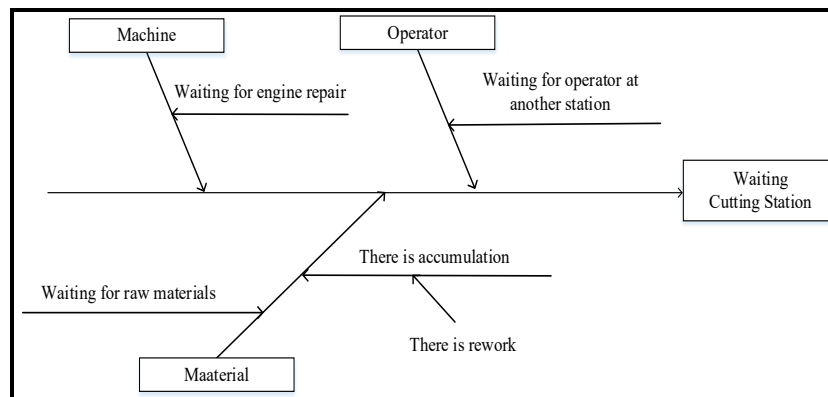 Machine
Operator
Waiting for engine repair
Waiting for operator at
another station
Waiting
Cutting Station
There is accumulation
Waiting for raw materials
There is rework
Maaterial